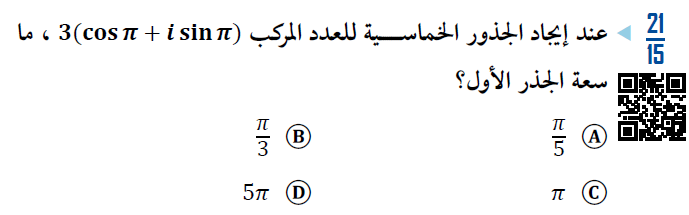 21/15 عند إيجاد الجذور الخماسية للعدد المركب 3(cos π + i sin π) ، ما
سعة الجذر الأول؟
A π/5 B π/3
C π D 5π